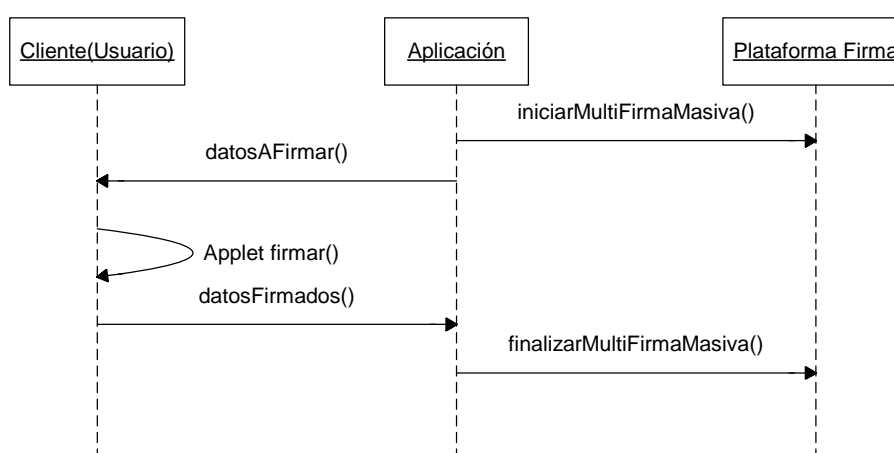 Cliente(Usuario)
Aplicación
Plataforma Firma
iniciarMultiFirmaMasiva()
datosAFirmar()
Applet firmar()
datosFirmados()
finalizarMultiFirmaMasiva()